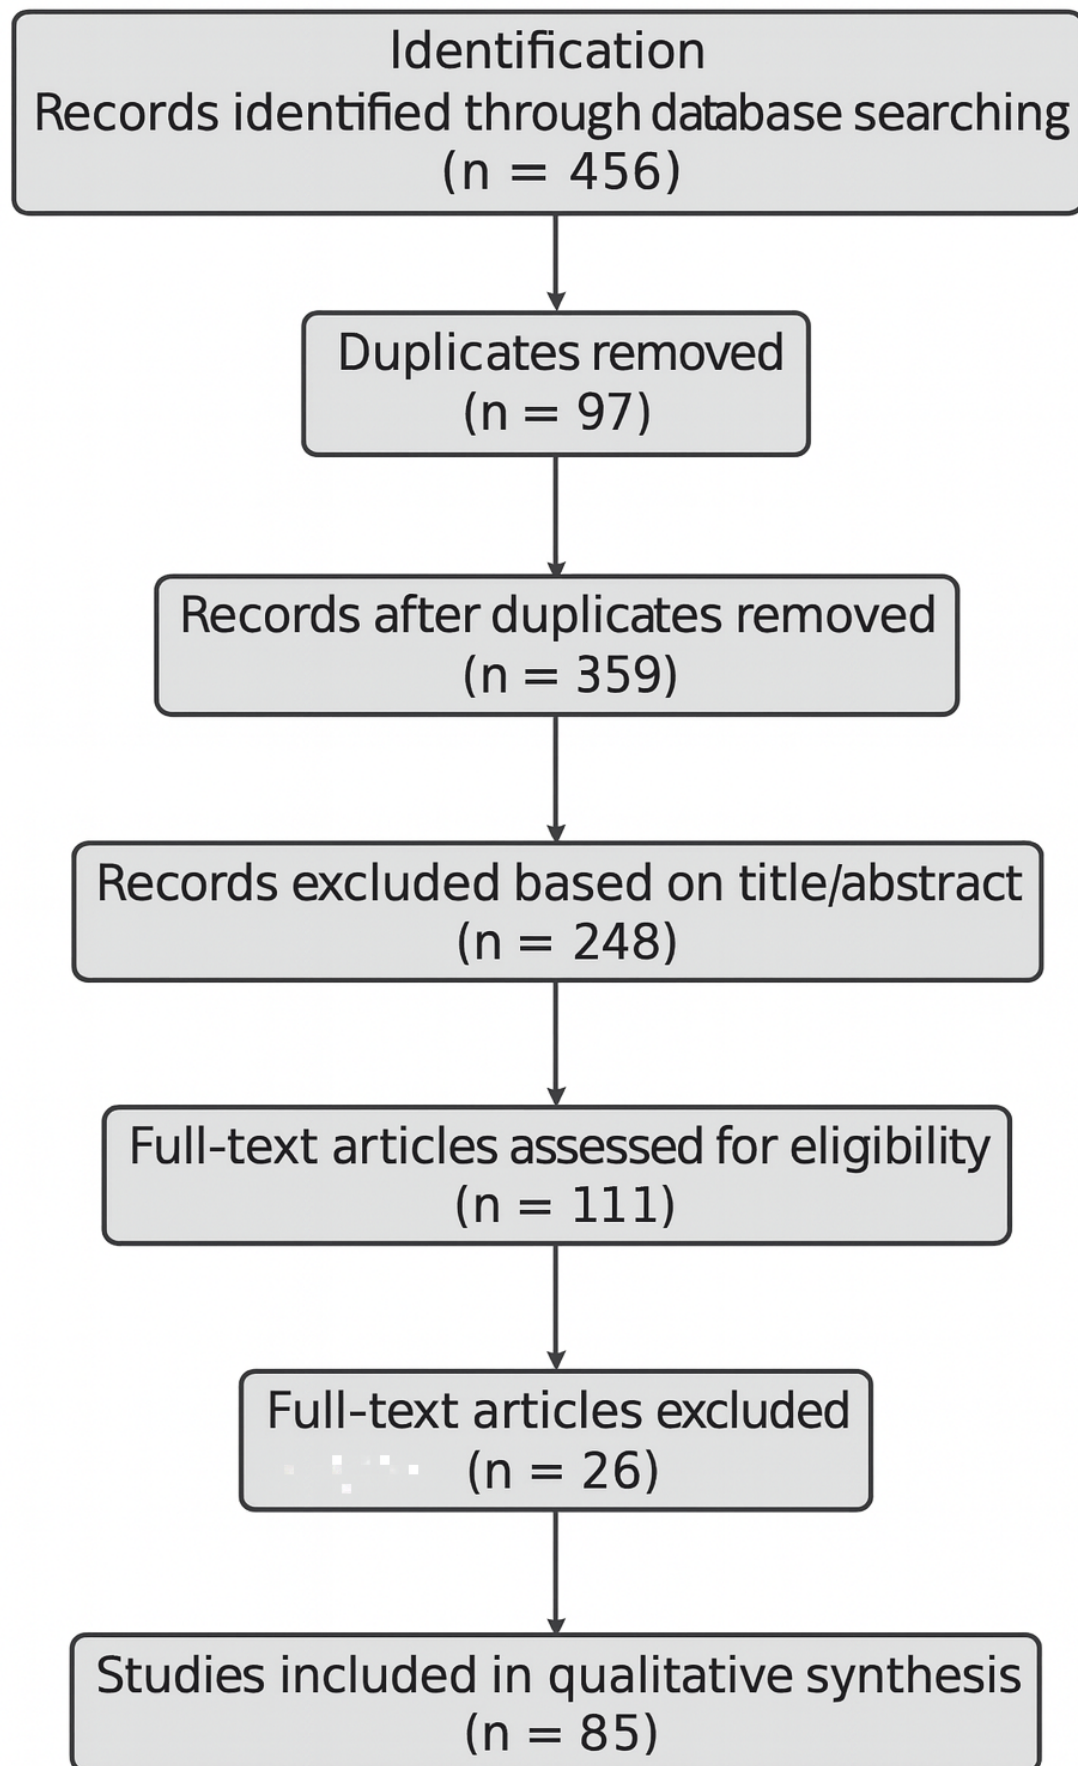 Identification
Records identified through database searching
(n = 456)
Duplicates removed
(n = 97)
Records after duplicates removed
(n = 359)
Records excluded based on title/abstract
(n = 248)
Full-text articles assessed for eligibility
(n = 111)
Full-text articles excluded
(n = 26)
Studies included in qualitative synthesis
(n = 85)